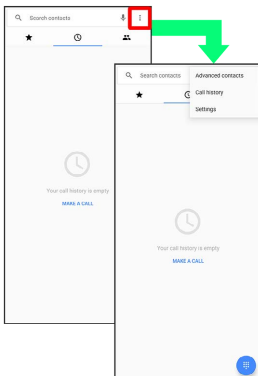 Search contacts
Your call history is empty
MAKE A CALL
Search contacts
Advanced contacts
Call history
Settings
Your call history is empty
MAKE A CALL